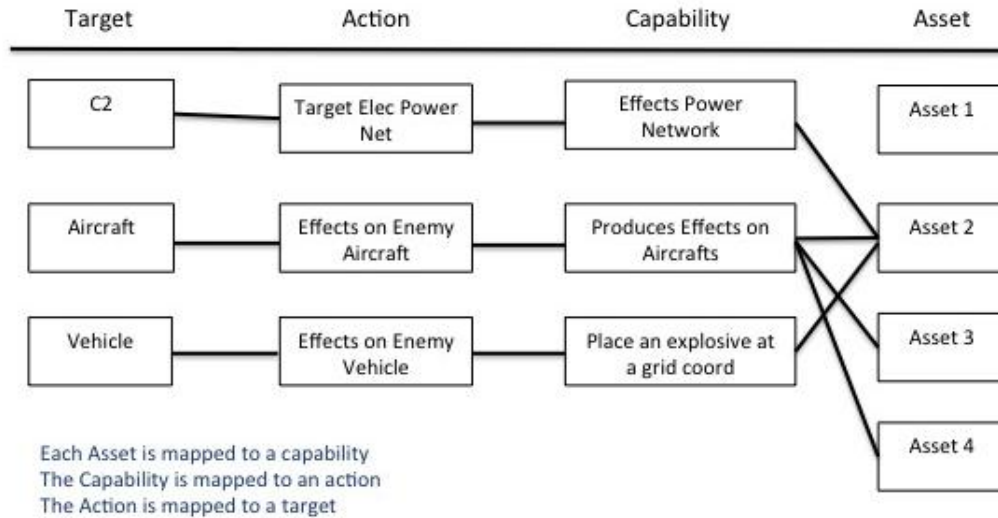 Target Action Capability Asset
C2
Target Elec Power
Net
Effects Power
Network
Asset 1
Aircraft
Effects on Enemy
Aircraft
Produces Effects on
Aircrafts
Asset 2
Vehicle
Effects on Enemy
Vehicle
Place an explosive at
a grid coord
Asset 3
Asset 4
Each Asset is mapped to a capability
The Capability is mapped to an action
The Action is mapped to a target